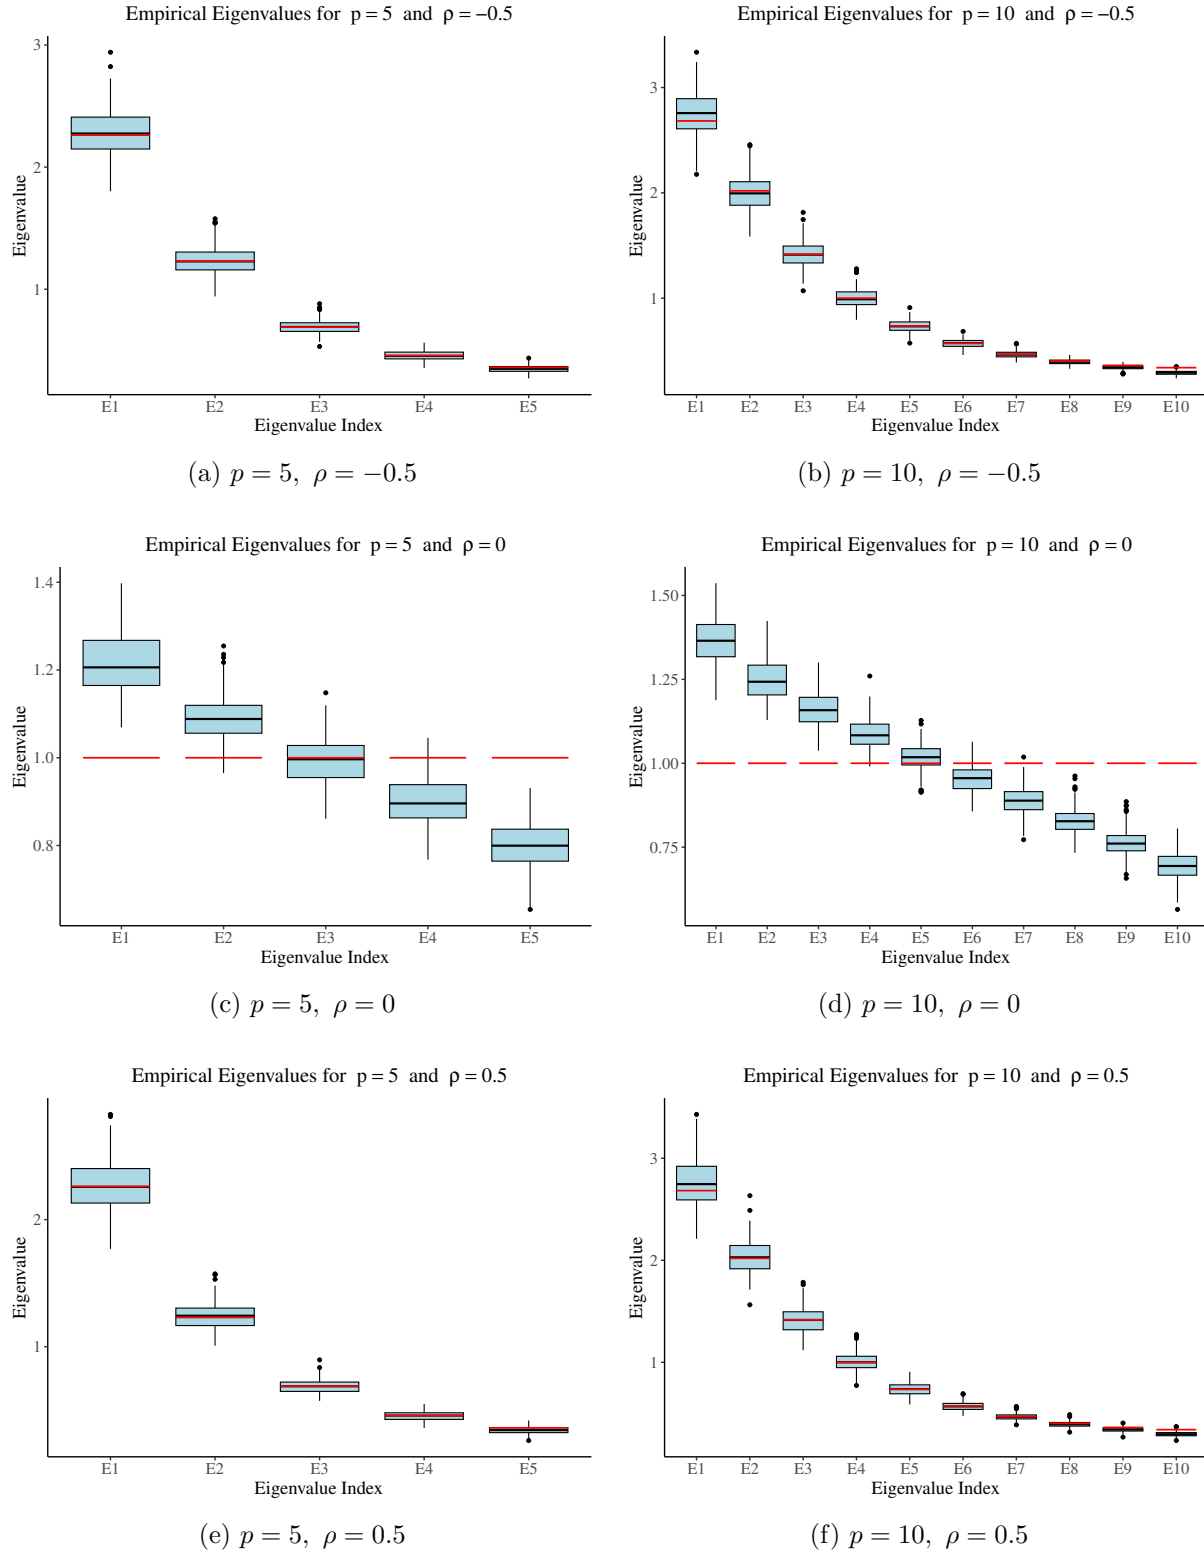 Empirical Eigenvalues for p = 5 and ρ = −0.5
Eigenvalue
3
2
1
E1 E2 E3 E4 E5
Eigenvalue Index
(a) p = 5, ρ = −0.5
Empirical Eigenvalues for p = 10 and ρ = −0.5
Eigenvalue
3
2
1
E1 E2 E3 E4 E5 E6 E7 E8 E9 E10
Eigenvalue Index
(b) p = 10, ρ = −0.5
Empirical Eigenvalues for p = 5 and ρ = 0
Eigenvalue
1.4
1.2
1.0
0.8
E1 E2 E3 E4 E5
Eigenvalue Index
(c) p = 5, ρ = 0
Empirical Eigenvalues for p = 10 and ρ = 0
Eigenvalue
1.50
1.25
1.00
0.75
E1 E2 E3 E4 E5 E6 E7 E8 E9 E10
Eigenvalue Index
(d) p = 10, ρ = 0
Empirical Eigenvalues for p = 5 and ρ = 0.5
Eigenvalue
2
1
E1 E2 E3 E4 E5
Eigenvalue Index
(e) p = 5, ρ = 0.5
Empirical Eigenvalues for p = 10 and ρ = 0.5
Eigenvalue
3
2
1
E1 E2 E3 E4 E5 E6 E7 E8 E9 E10
Eigenvalue Index
(f) p = 10, ρ = 0.5